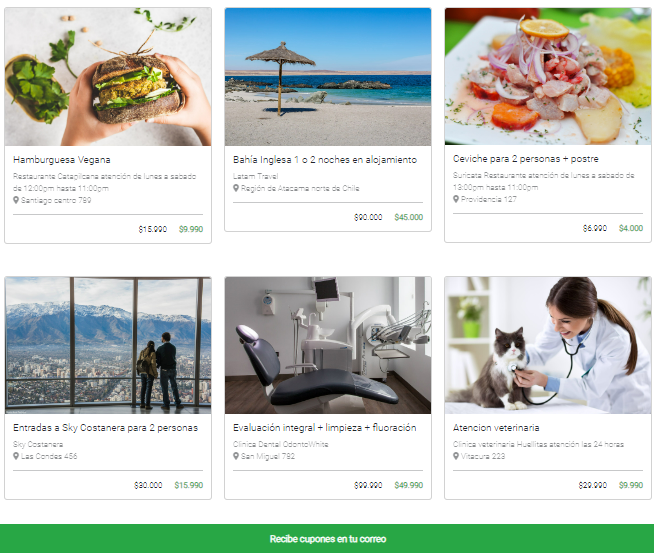 Hamburguesa Vegana
Restaurante Catapilcana atención de lunes a sabado
de 12:00pm hasta 11:00pm
Santiago centro 789
$15.990 $9.990
Bahía Inglesa 1 o 2 noches en alojamiento
Latam Travel
Región de Atacama norte de Chile
$90.000 $45.000
Ceviche para 2 personas + postre
Suricata Restaurante atención de lunes a sabado de
13:00pm hasta 11:00pm
Providencia 127
$6.990 $4.000
Entradas a Sky Costanera para 2 personas
Sky Costanera
Las Condes 456
$30.000 $15.990
Evaluación integral + limpieza + fluoración
Clínica Dental OdontoWhite
San Miguel 782
$99.990 $49.990
Atencion veterinaria
Clínica veterinaria Huellitas atención las 24 horas
Vitacura 223
$29.990 $9.990
Recibe cupones en tu correo